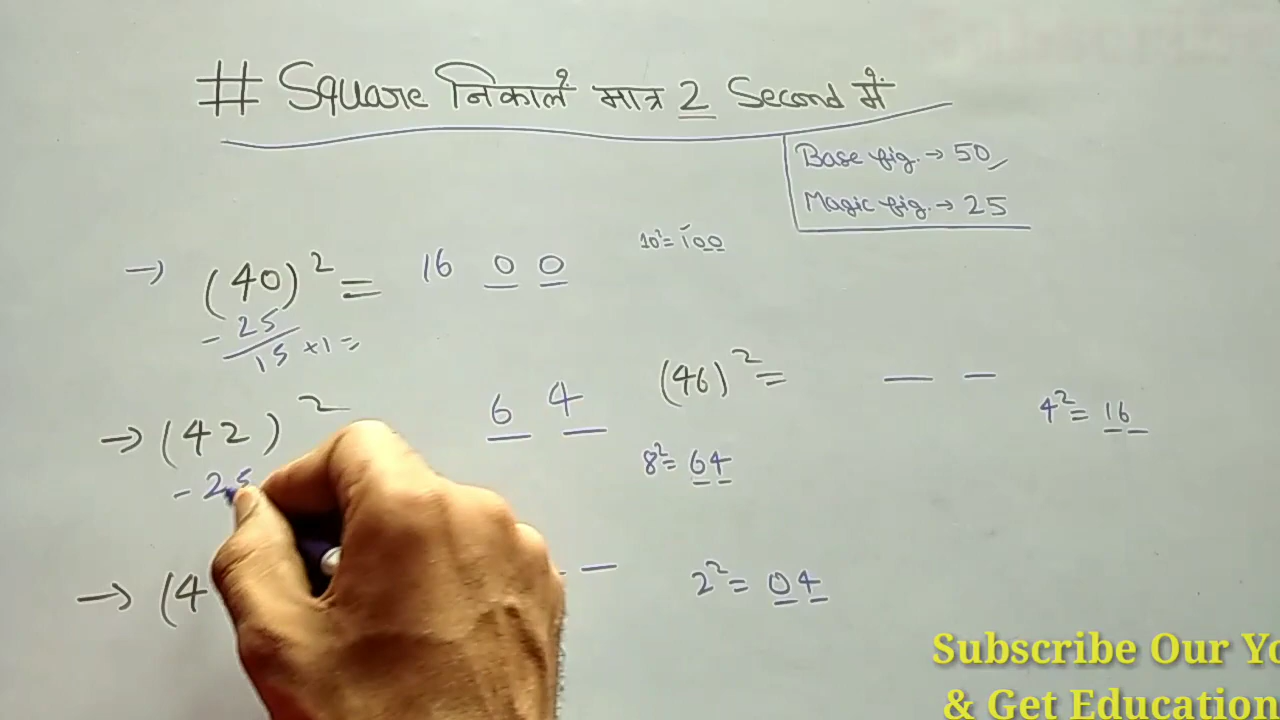 # Square निकालें मात्र 2 Second में
Base fig. → 50
Magic fig. → 25
10² = 100
→ (40)² = 16 0 0
- 25
15 × 1 =
(46)² = _ _
4² = 16
→ (42)² 6 4
8² = 64
- 25
→ (4
2² = 04
Subscribe Our Yo
& Get Education